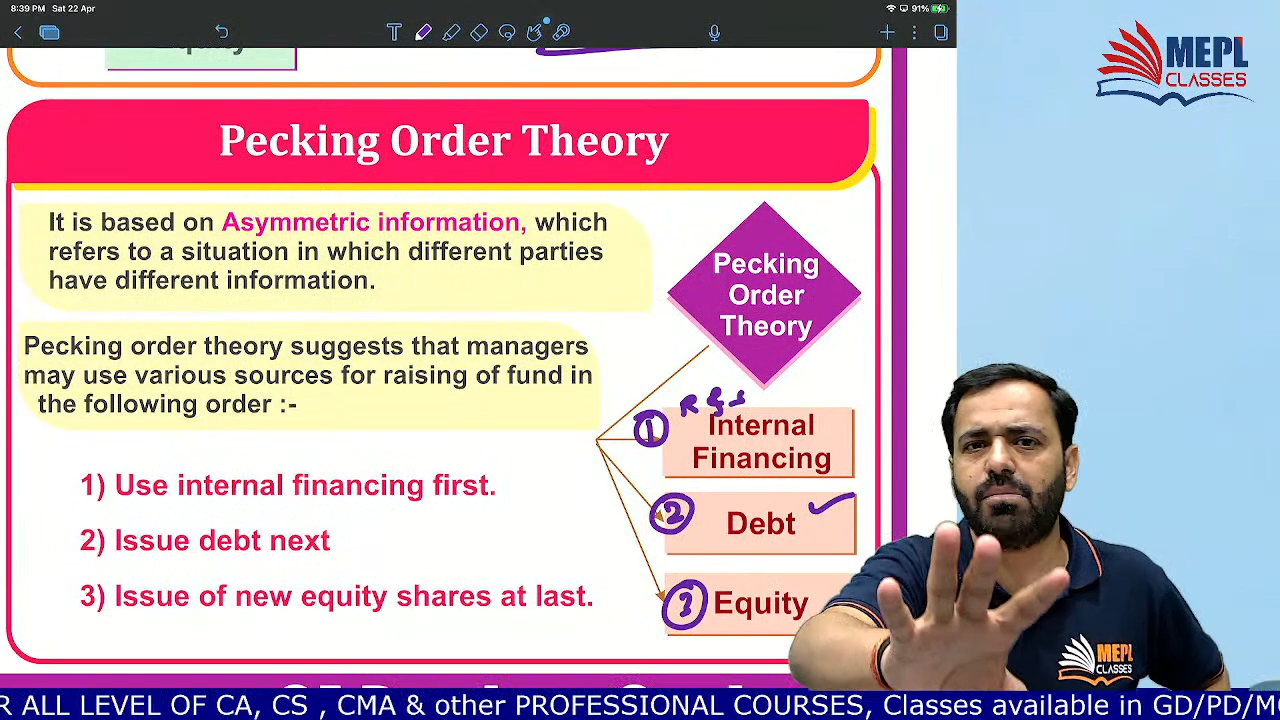 8:39 PM Sat 22 Apr
91%
T
MEPL
CLASSES
Pecking Order Theory
It is based on Asymmetric information, which
refers to a situation in which different parties
have different information.
Pecking
Order
Theory
Pecking order theory suggests that managers
may use various sources for raising of fund in
the following order :-
R & S
1
Internal
Financing
1) Use internal financing first.
2
Debt
2) Issue debt next
3
Equity
3) Issue of new equity shares at last.
MEPL
CLASSES
R ALL LEVEL OF CA, CS , CMA & other PROFESSIONAL COURSES, Classes available in GD/PD/M